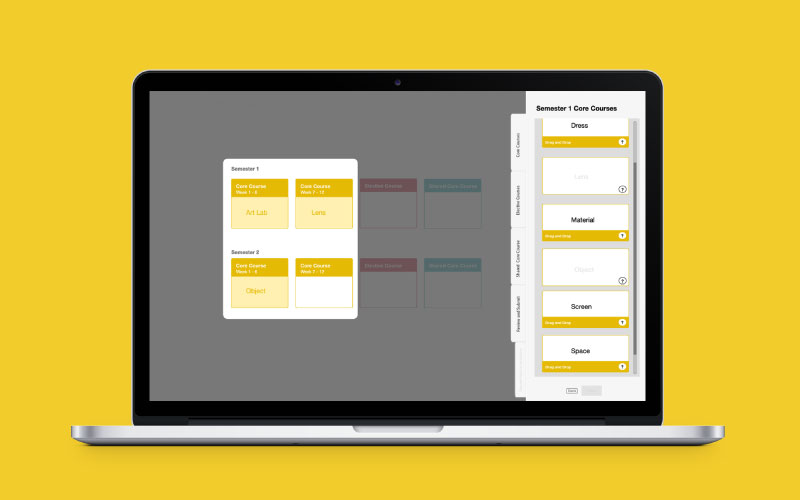 Semester 1
Core Course
Week 1 - 6
Art Lab
Core Course
Week 7 - 12
Lens
Elective Course
Shared Core Course
Semester 2
Core Course
Week 1 - 6
Object
Core Course
Week 7 - 12
Elective Course
Shared Core Course
Core Courses
Elective Courses
Shared Core Course
Review and Submit
Semester 1 Core Courses
Dress
Drag and Drop
Lens
Material
Drag and Drop
Object
Screen
Drag and Drop
Space
Drag and Drop